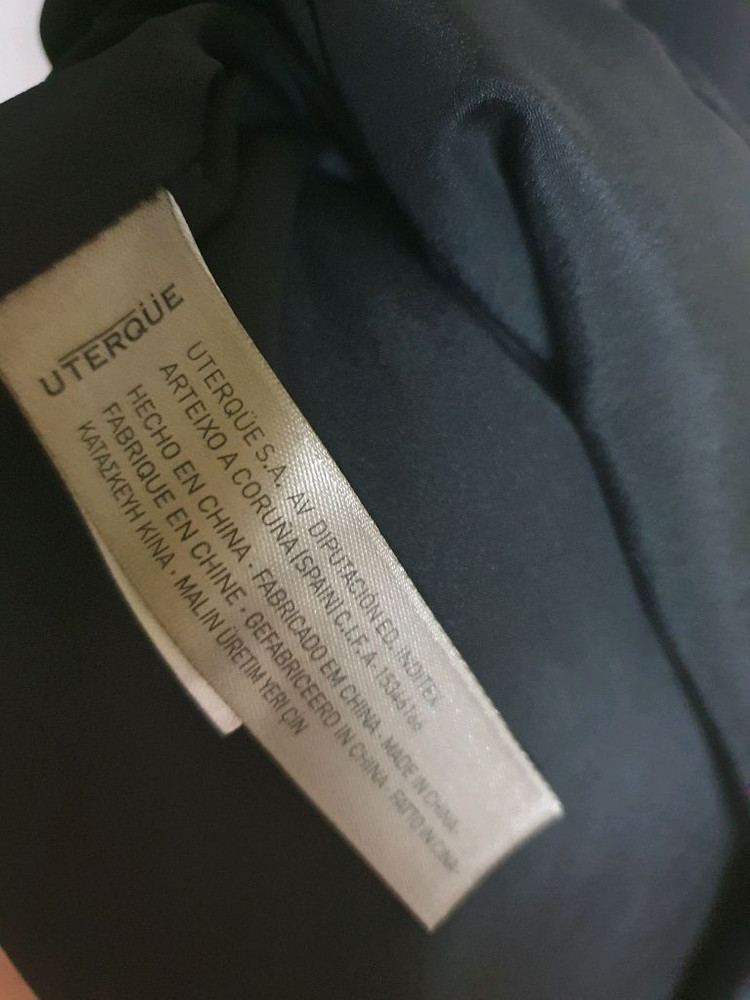 UTERQÜE
UTERQÜE S.A. AV DIPUTACIÓN ED. INDITEX
ARTEIXO A CORUÑA (SPAIN) C.I.F. A. 15346166
HECHO EN CHINA · FABRICADO EM CHINA · MADE IN CHINA ·
FABRIQUE EN CHINE · GEFABRICEERD IN CHINA · FATTO IN CINA ·
ΚΑΤΑΣΚΕΥΗ ΚΙΝΑ · MALIN ÜRETIM YERI ÇIN